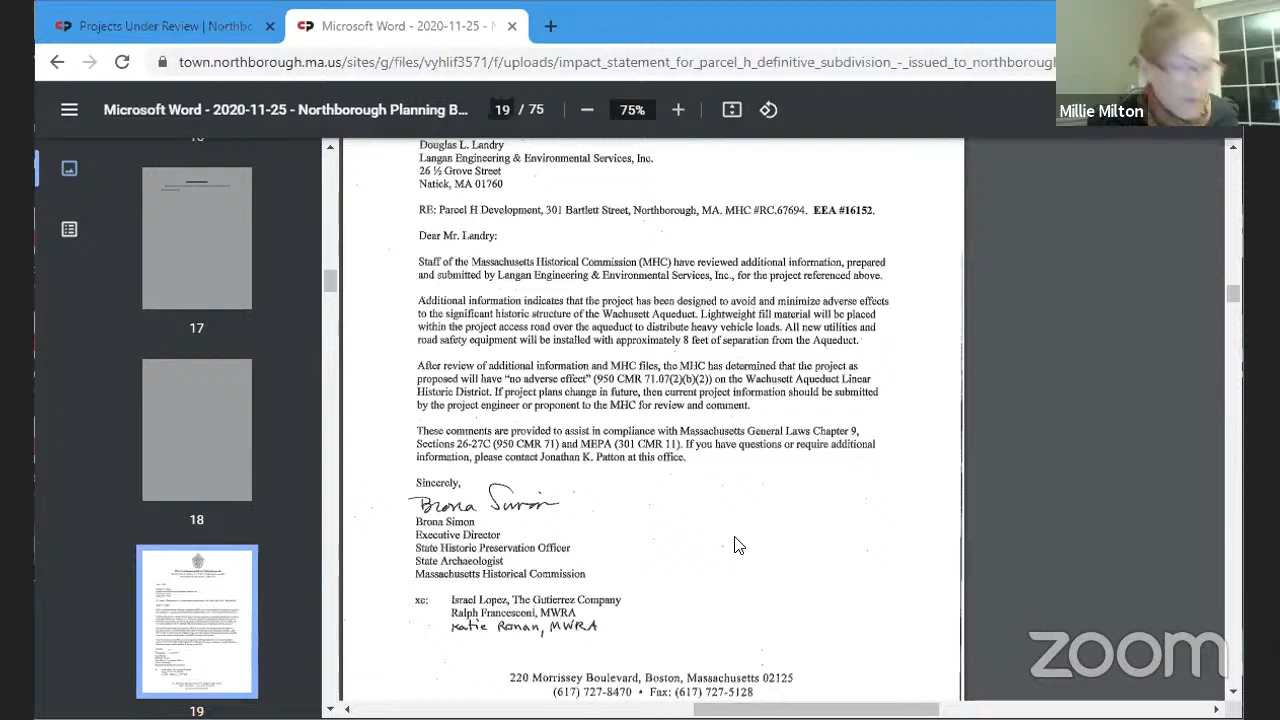 Projects Under Review | Northbo
Microsoft Word - 2020-11-25 - N
town.northborough.ma.us/sites/g/files/vyhlif3571/f/uploads/impact_statement_for_parcel_h_definitive_subdivision_-_issued_to_northborough
Millie Milton
Microsoft Word - 2020-11-25 - Northborough Planning B...
19 / 75
75%
17
18
19
Douglas L. Landry
Langan Engineering & Environmental Services, Inc.
26 ½ Grove Street
Natick, MA 01760
RE: Parcel H Development, 301 Bartlett Street, Northborough, MA. MHC #RC.67694. EEA #16152.
Dear Mr. Landry:
Staff of the Massachusetts Historical Commission (MHC) have reviewed additional information, prepared
and submitted by Langan Engineering & Environmental Services, Inc., for the project referenced above.
Additional information indicates that the project has been designed to avoid and minimize adverse effects
to the significant historic structure of the Wachusett Aqueduct. Lightweight fill material will be placed
within the project access road over the aqueduct to distribute heavy vehicle loads. All new utilities and
road safety equipment will be installed with approximately 8 feet of separation from the Aqueduct.
After review of additional information and MHC files, the MHC has determined that the project as
proposed will have "no adverse effect" (950 CMR 71.07(2)(b)(2)) on the Wachusett Aqueduct Linear
Historic District. If project plans change in future, then current project information should be submitted
by the project engineer or proponent to the MHC for review and comment.
These comments are provided to assist in compliance with Massachusetts General Laws Chapter 9,
Sections 26-27C (950 CMR 71) and MEPA (301 CMR 11). If you have questions or require additional
information, please contact Jonathan K. Patton at this office.
Sincerely,
Brona Simon
Brona Simon
Executive Director
State Historic Preservation Officer
State Archaeologist
Massachusetts Historical Commission
xc: Israel Lopez, The Gutierrez Company
Ralph Francesconi, MWRA
Katie Ronan, MWRA
220 Morrissey Boulevard, Boston, Massachusetts 02125
(617) 727-8470 • Fax: (617) 727-5128
zoom